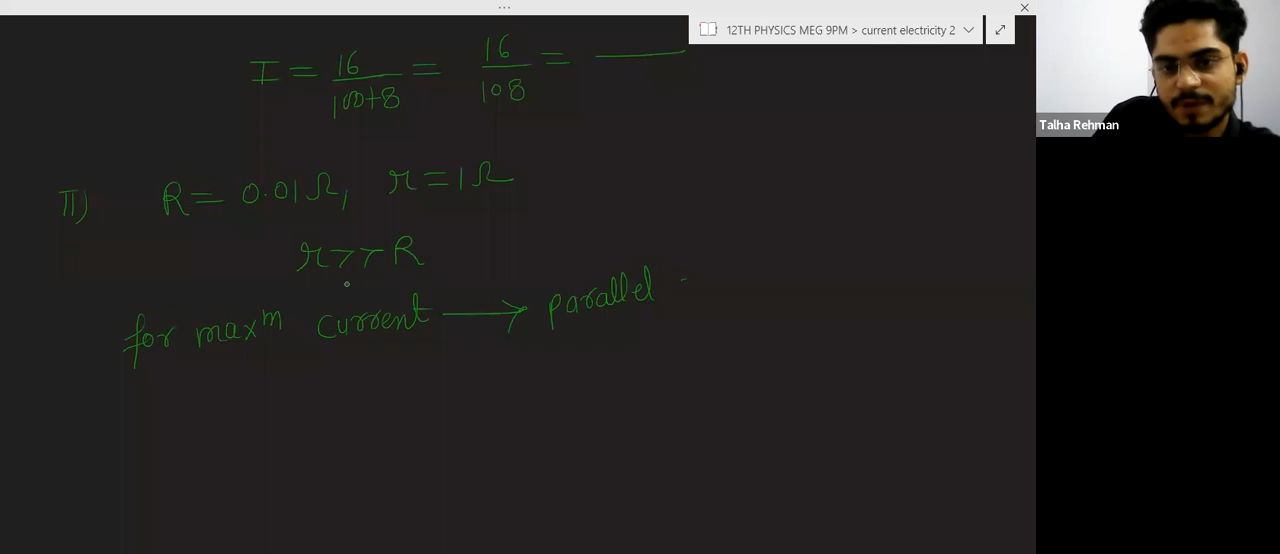 12TH PHYSICS MEG 9PM > current electricity 2
Talha Rehman
I = 16/100+8 = 16/108 =
II) R = 0.01Ω, r = 1Ω
r >> R
for maxᵐ current → parallel